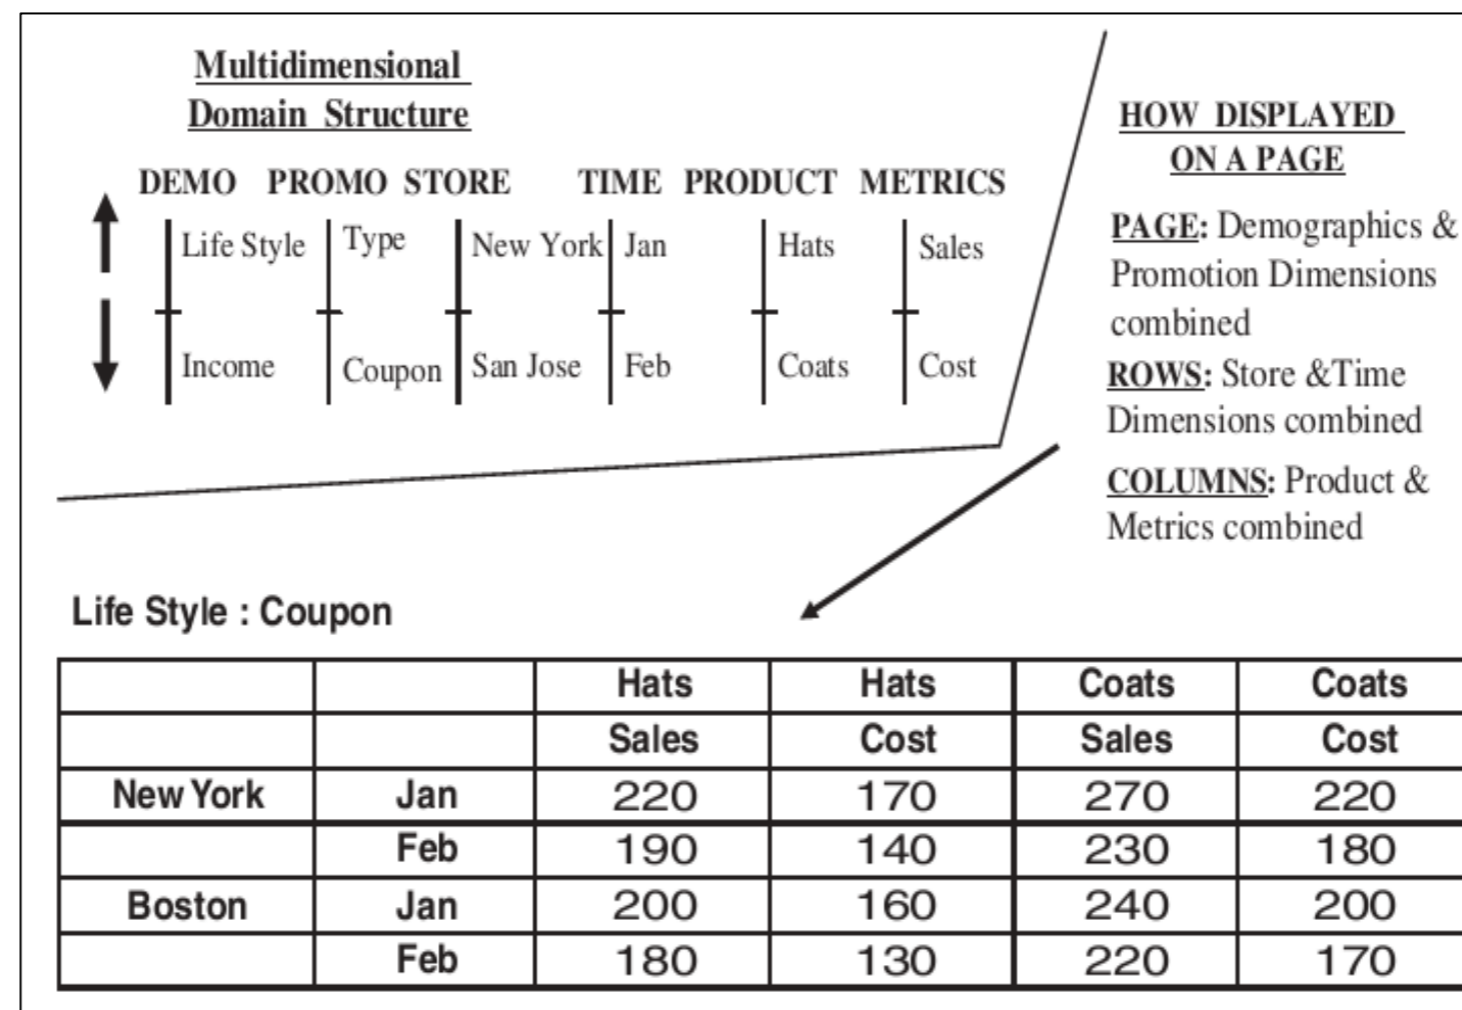 Multidimensional
Domain Structure
DEMO PROMO STORE TIME PRODUCT METRICS
Life Style Type New York Jan Hats Sales
Income Coupon San Jose Feb Coats Cost
HOW DISPLAYED
ON A PAGE
PAGE: Demographics &
Promotion Dimensions
combined
ROWS: Store &Time
Dimensions combined
COLUMNS: Product &
Metrics combined
Life Style : Coupon
Hats Hats Coats Coats
Sales Cost Sales Cost
New York Jan 220 170 270 220
Feb 190 140 230 180
Boston Jan 200 160 240 200
Feb 180 130 220 170